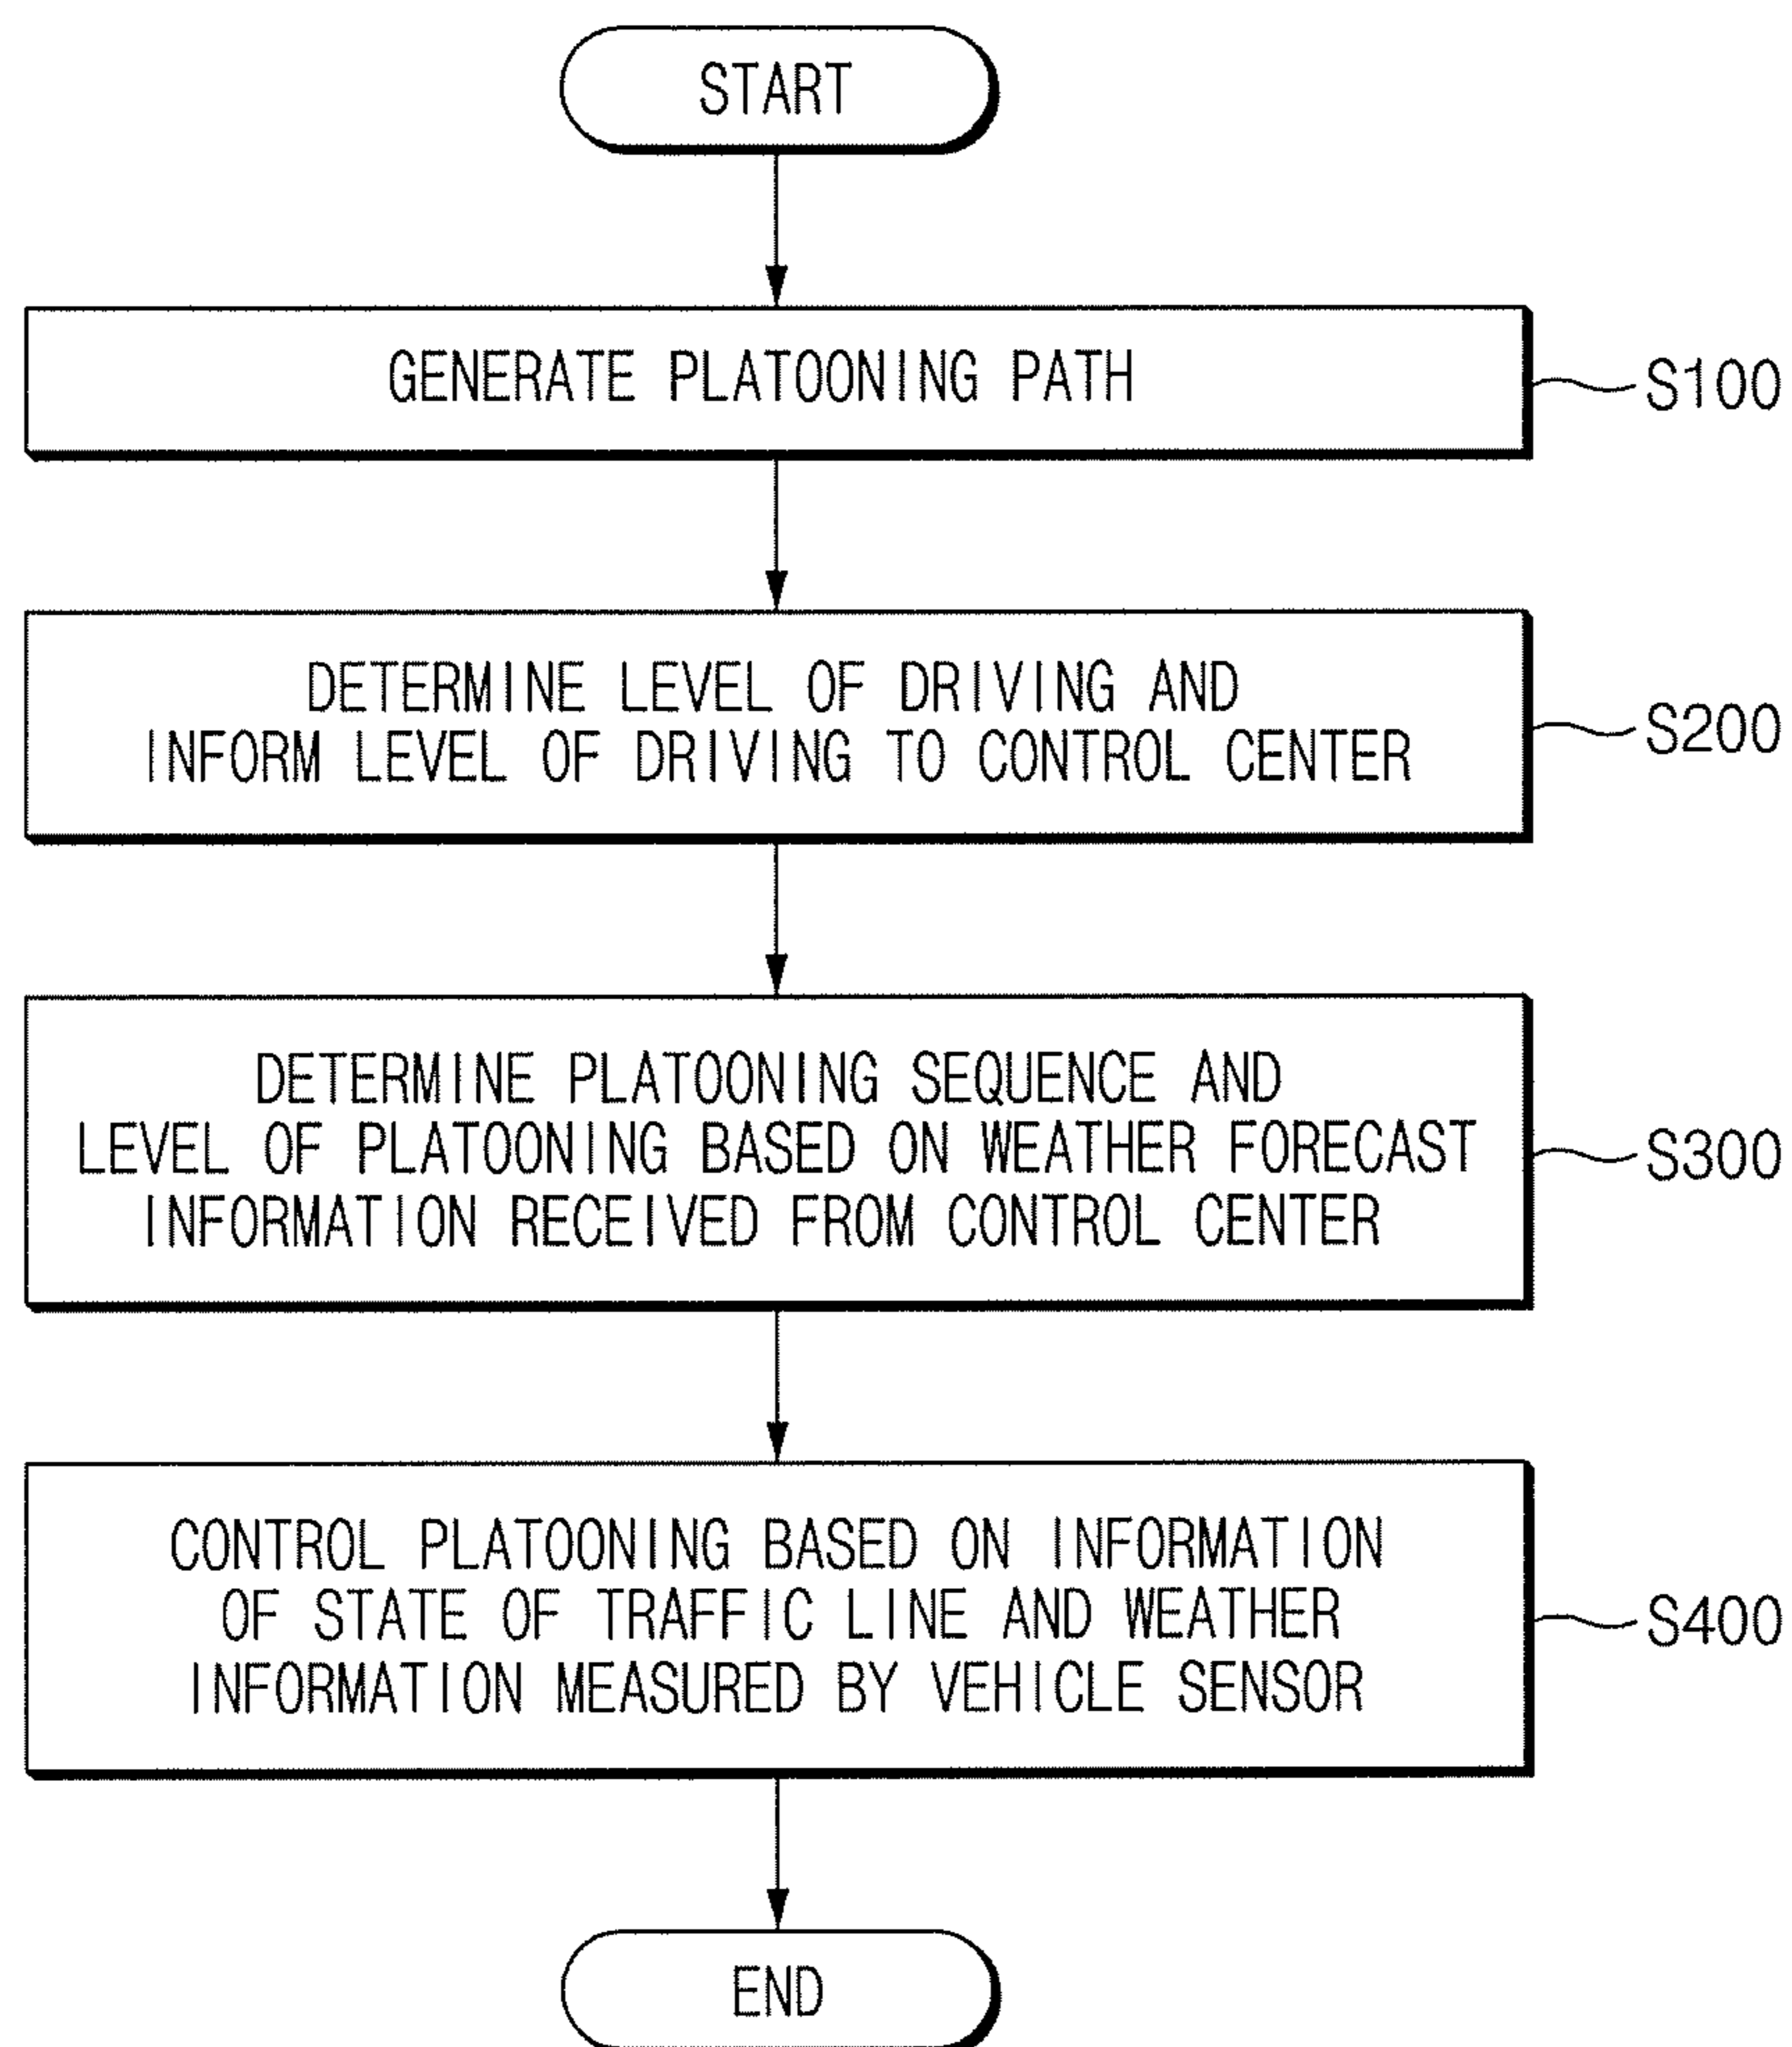 START
GENERATE PLATOONING PATH
S100
DETERMINE LEVEL OF DRIVING AND
INFORM LEVEL OF DRIVING TO CONTROL CENTER
S200
DETERMINE PLATOONING SEQUENCE AND
LEVEL OF PLATOONING BASED ON WEATHER FORECAST
INFORMATION RECEIVED FROM CONTROL CENTER
S300
CONTROL PLATOONING BASED ON INFORMATION
OF STATE OF TRAFFIC LINE AND WEATHER
INFORMATION MEASURED BY VEHICLE SENSOR
S400
END